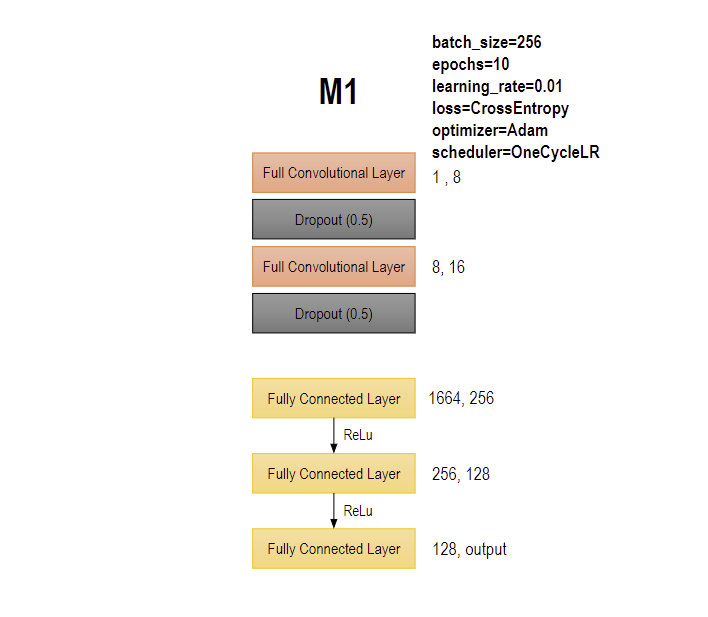 M1
batch_size=256
epochs=10
learning_rate=0.01
loss=CrossEntropy
optimizer=Adam
scheduler=OneCycleLR
Full Convolutional Layer
1 , 8
Dropout (0.5)
Full Convolutional Layer
8, 16
Dropout (0.5)
Fully Connected Layer
1664, 256
ReLu
Fully Connected Layer
256, 128
ReLu
Fully Connected Layer
128, output